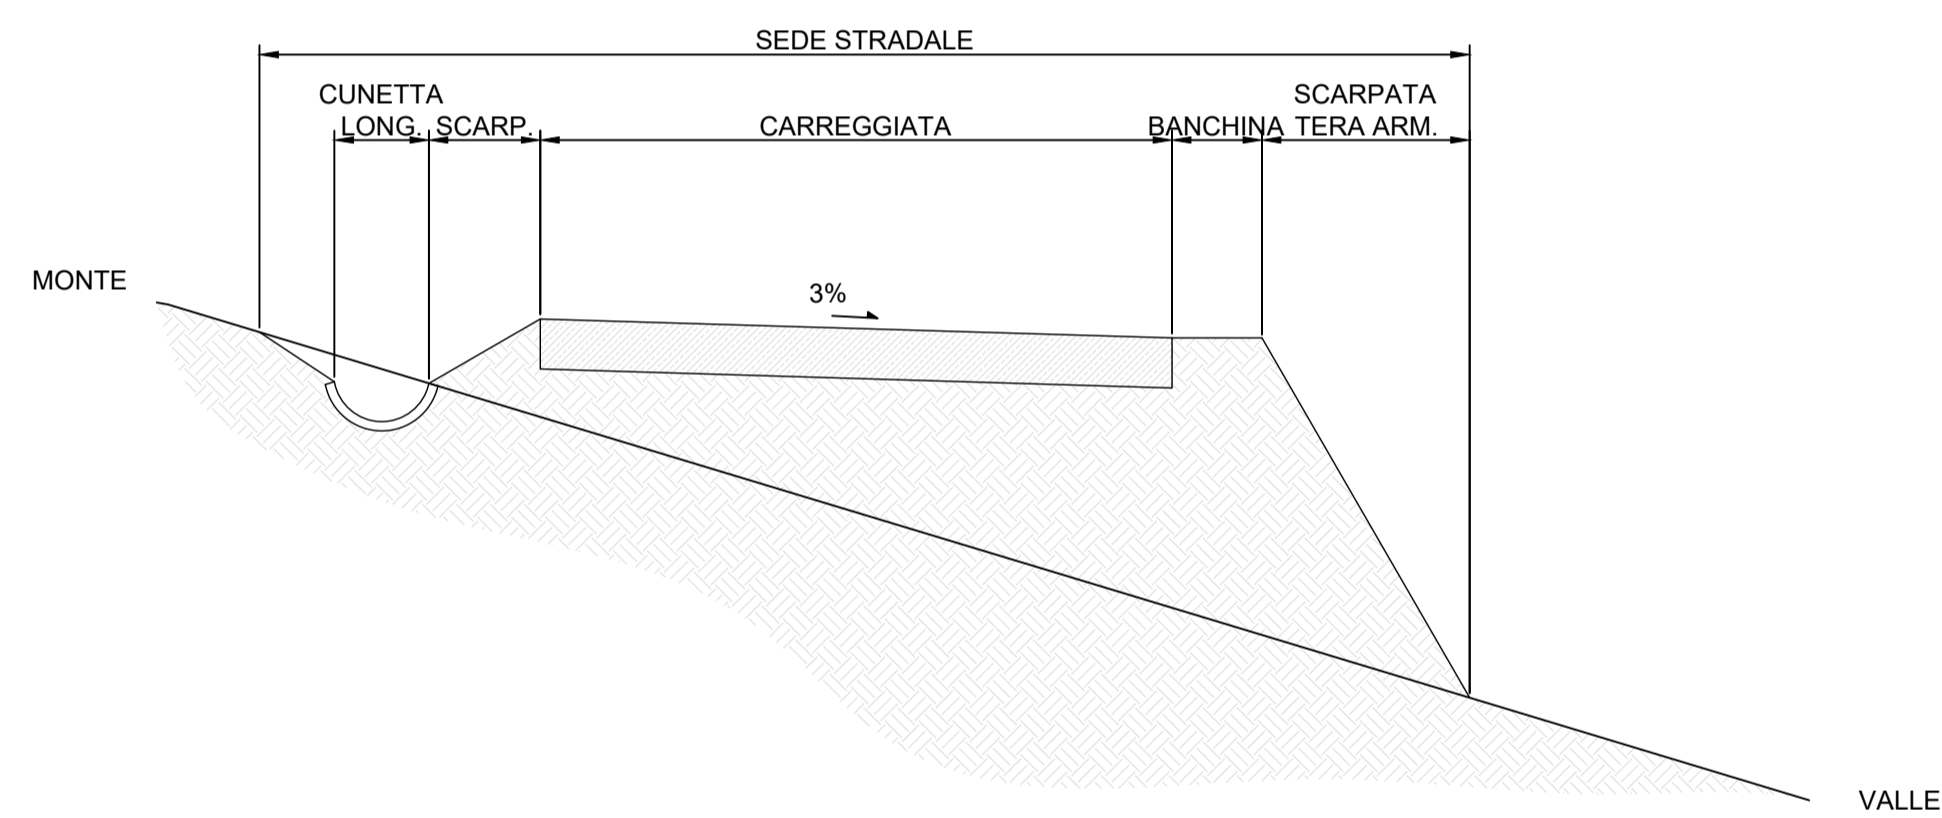 SEDE STRADALE
CUNETTA
LONG.
SCARP.
CARREGGIATA
BANCHINA
SCARPATA
TERA ARM.
MONTE
3%
VALLE